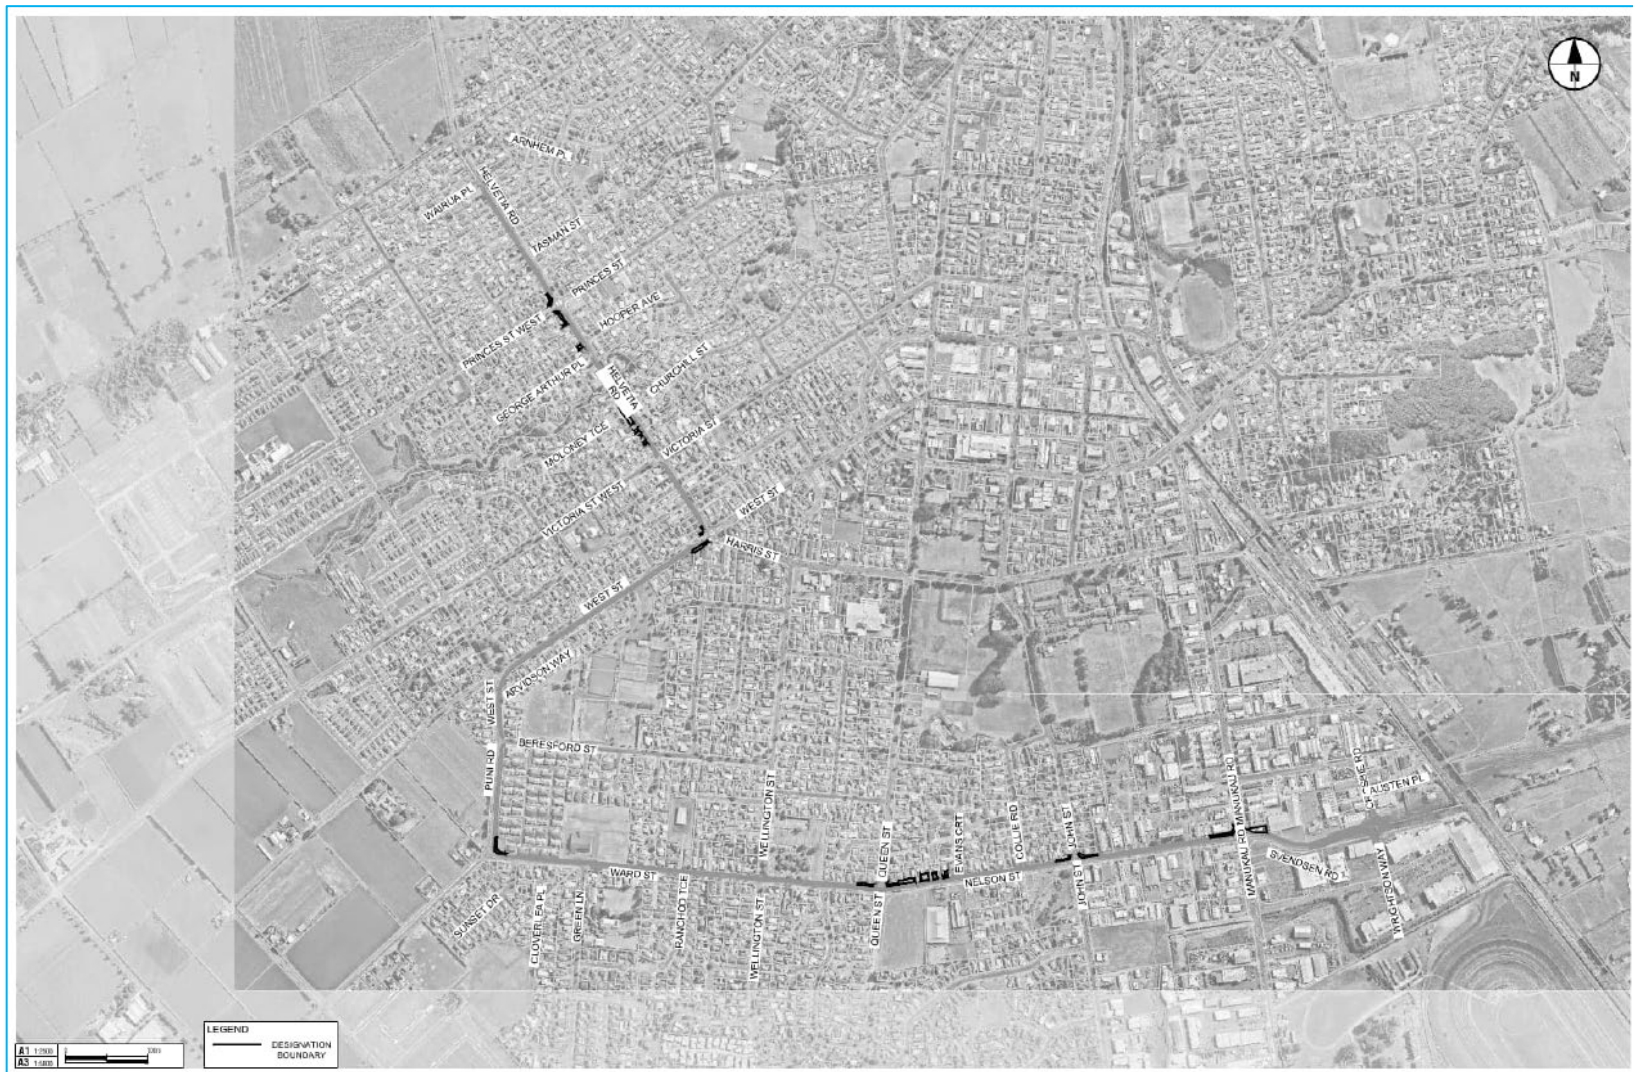 N
ARNHEM PL
WAIRUA PL
HELVETIA RD
TASMAN ST
PRINCES ST
HOOPER AVE
PRINCES ST WEST
CHURCHILL ST
GEORGE ARTHUR PL
HELVETIA
RD
MOLONEY TCE
VICTORIA ST
VICTORIA ST WEST
WEST ST
HARRIS ST
WEST ST
ARVIDSON WAY
WEST ST
BERESFORD ST
PUNI RD
WELLINGTON ST
MANUKAU RD
AUSTEN PL
QUEEN ST
EVANS CRT
COLLIE RD
JOHN ST
MANUKAU RD
SVENDSEN RD
WRIGHTSON WAY
WARD ST
NELSON ST
SUNSET DR
CLOVERLEA PL
GREEN LN
RANCHOD TCE
WELLINGTON ST
QUEEN ST
JOHN ST
LEGEND
DESIGNATION
BOUNDARY
A1
A3